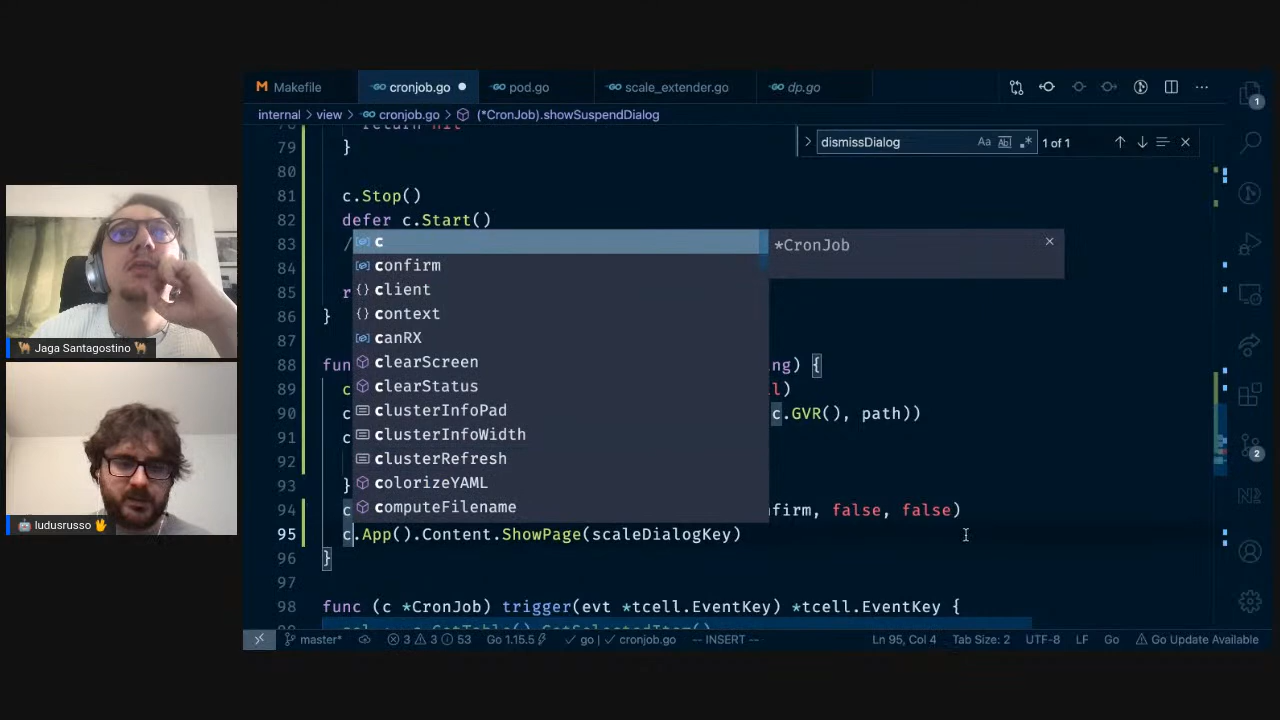 Makefile
cronjob.go
pod.go
scale_extender.go
dp.go
internal > view > cronjob.go > (*CronJob).showSuspendDialog
dismissDialog
Aa
Ab
.*
1 of 1
79 }
80
81 c.Stop()
82 defer c.Start()
83 /
84
85 r
86 }
87
88 fun ng) {
89 c l)
90 c c.GVR(), path))
91 c
92
93 }
94 c nfirm, false, false)
95 c.App().Content.ShowPage(scaleDialogKey)
96 }
97
98 func (c *CronJob) trigger(evt *tcell.EventKey) *tcell.EventKey {
c
*CronJob
confirm
client
context
canRX
clearScreen
clearStatus
clusterInfoPad
clusterInfoWidth
clusterRefresh
colorizeYAML
computeFilename
1
2
N2
🐪 Jaga Santagostino 🐪
🤖 ludusrusso 🖖
master*
3 3 53
Go 1.15.5
go
cronjob.go
-- INSERT --
Ln 95, Col 4
Tab Size: 2
UTF-8
LF
Go
Go Update Available